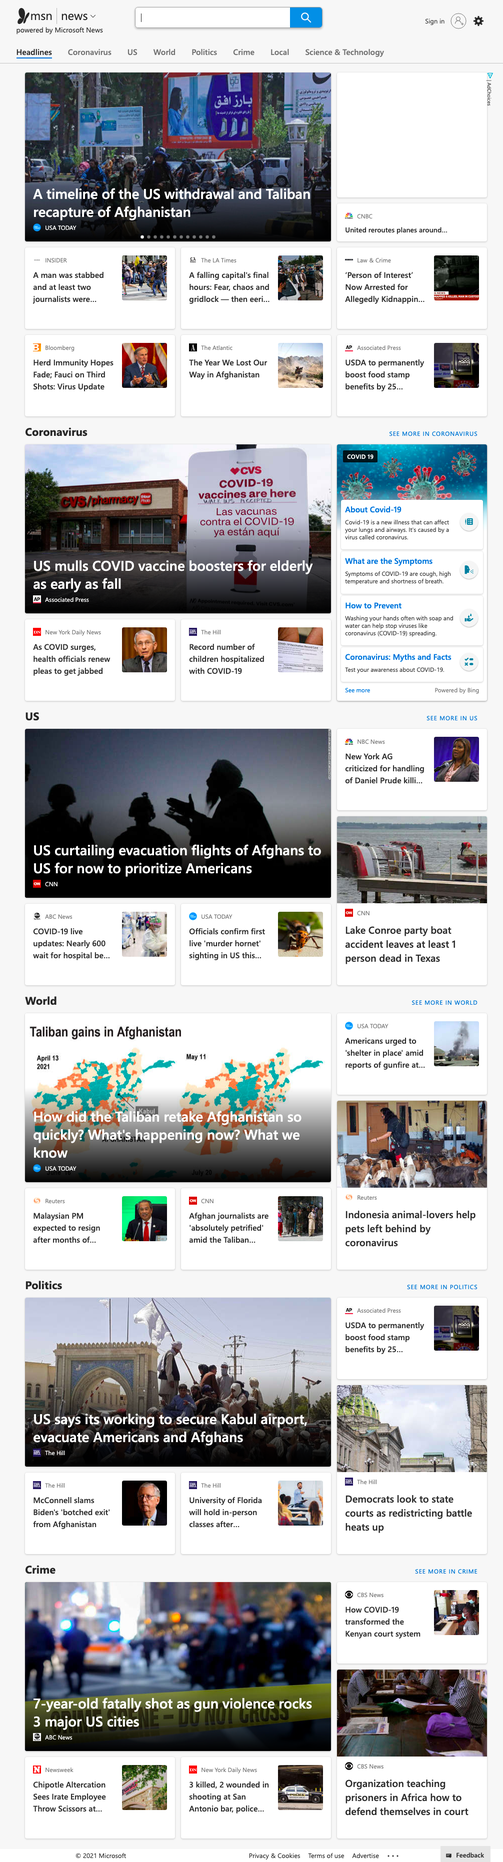 msn news
powered by Microsoft News
Sign in
Headlines Coronavirus US World Politics Crime Local Science & Technology
A timeline of the US withdrawal and Taliban
recapture of Afghanistan
USA TODAY
AdChoices
CNBC
United reroutes planes around...
INSIDER
A man was stabbed
and at least two
journalists were...
The LA Times
A falling capital's final
hours: Fear, chaos and
gridlock — then eeri...
Law & Crime
'Person of Interest'
Now Arrested for
Allegedly Kidnappin...
Bloomberg
Herd Immunity Hopes
Fade; Fauci on Third
Shots: Virus Update
The Atlantic
The Year We Lost Our
Way in Afghanistan
Associated Press
USDA to permanently
boost food stamp
benefits by 25...
Coronavirus
SEE MORE IN CORONAVIRUS
CVS/pharmacy
CVS
COVID-19
vaccines are here
Las vacunas
contra el COVID-19
ya están aquí
US mulls COVID vaccine boosters for elderly
as early as fall
Associated Press
COVID 19
About Covid-19
Covid-19 is a new illness that can affect
your lungs and airways. It's caused by a
virus called coronavirus.
What are the Symptoms
Symptoms of COVID-19 are cough, high
temperature and shortness of breath.
How to Prevent
Washing your hands often with soap and
water can help stop viruses like
coronavirus (COVID-19) spreading.
Coronavirus: Myths and Facts
Test your awareness about COVID-19.
See more
Powered by Bing
New York Daily News
As COVID surges,
health officials renew
pleas to get jabbed
The Hill
Record number of
children hospitalized
with COVID-19
US
SEE MORE IN US
US curtailing evacuation flights of Afghans to
US for now to prioritize Americans
CNN
NBC News
New York AG
criticized for handling
of Daniel Prude killi...
CNN
Lake Conroe party boat
accident leaves at least 1
person dead in Texas
ABC News
COVID-19 live
updates: Nearly 600
wait for hospital be...
USA TODAY
Officials confirm first
live 'murder hornet'
sighting in US this...
World
SEE MORE IN WORLD
Taliban gains in Afghanistan
April 13
2021
May 11
Kabul
July 20
How did the Taliban retake Afghanistan so
quickly? What's happening now? What we
know
USA TODAY
USA TODAY
Americans urged to
'shelter in place' amid
reports of gunfire at...
Reuters
Indonesia animal-lovers help
pets left behind by
coronavirus
Reuters
Malaysian PM
expected to resign
after months of...
CNN
Afghan journalists are
'absolutely petrified'
amid the Taliban...
Politics
SEE MORE IN POLITICS
US says its working to secure Kabul airport,
evacuate Americans and Afghans
The Hill
Associated Press
USDA to permanently
boost food stamp
benefits by 25...
The Hill
Democrats look to state
courts as redistricting battle
heats up
The Hill
McConnell slams
Biden's 'botched exit'
from Afghanistan
The Hill
University of Florida
will hold in-person
classes after...
Crime
SEE MORE IN CRIME
7-year-old fatally shot as gun violence rocks
3 major US cities
ABC News
CBS News
How COVID-19
transformed the
Kenyan court system
CBS News
Organization teaching
prisoners in Africa how to
defend themselves in court
Newsweek
Chipotle Altercation
Sees Irate Employee
Throw Scissors at...
New York Daily News
3 killed, 2 wounded in
shooting at San
Antonio bar, police...
© 2021 Microsoft
Privacy & Cookies Terms of use Advertise
Feedback